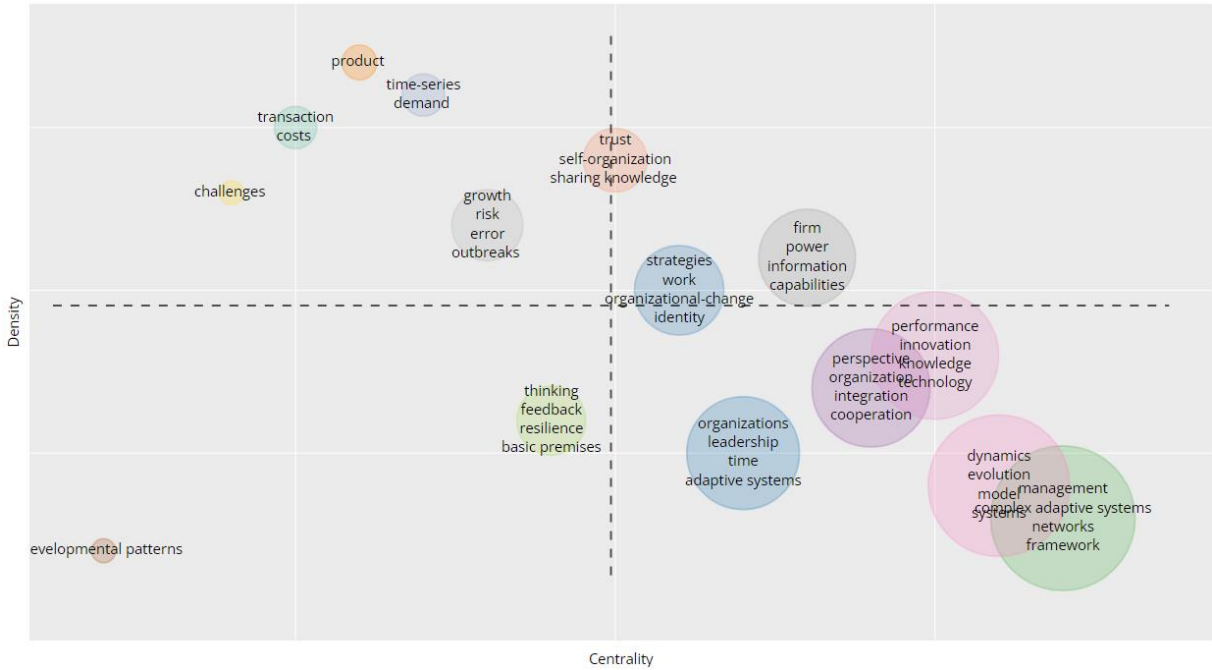 product
time-series
demand
transaction
costs
trust
self-organization
sharing knowledge
challenges
growth
risk
error
outbreaks
firm
power
information
capabilities
strategies
work
organizational-change
identity
Density
performance
innovation
knowledge
technology
perspective
organization
integration
cooperation
thinking
feedback
resilience
basic premises
organizations
leadership
time
adaptive systems
dynamics
evolution
model
systems
management
complex adaptive systems
networks
framework
evelopmental patterns
Centrality